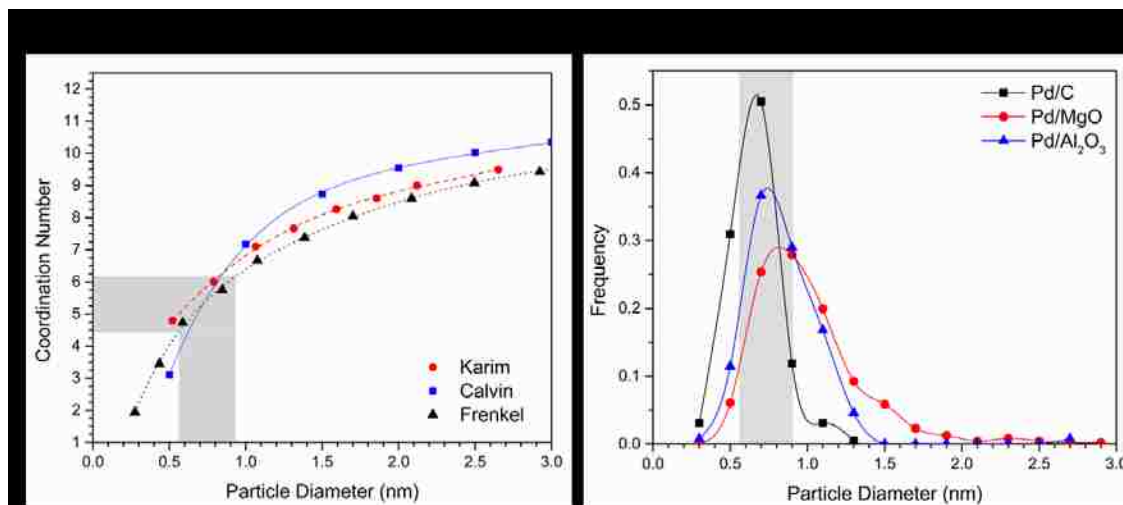 12
11
10
9
8
7
6
5
4
3
2
1
Coordination Number
0.0 0.5 1.0 1.5 2.0 2.5 3.0
Particle Diameter (nm)
Karim
Calvin
Frenkel
0.5
0.4
0.3
0.2
0.1
0.0
Frequency
0.0 0.5 1.0 1.5 2.0 2.5 3.0
Particle Diameter (nm)
Pd/C
Pd/MgO
Pd/Al₂O₃